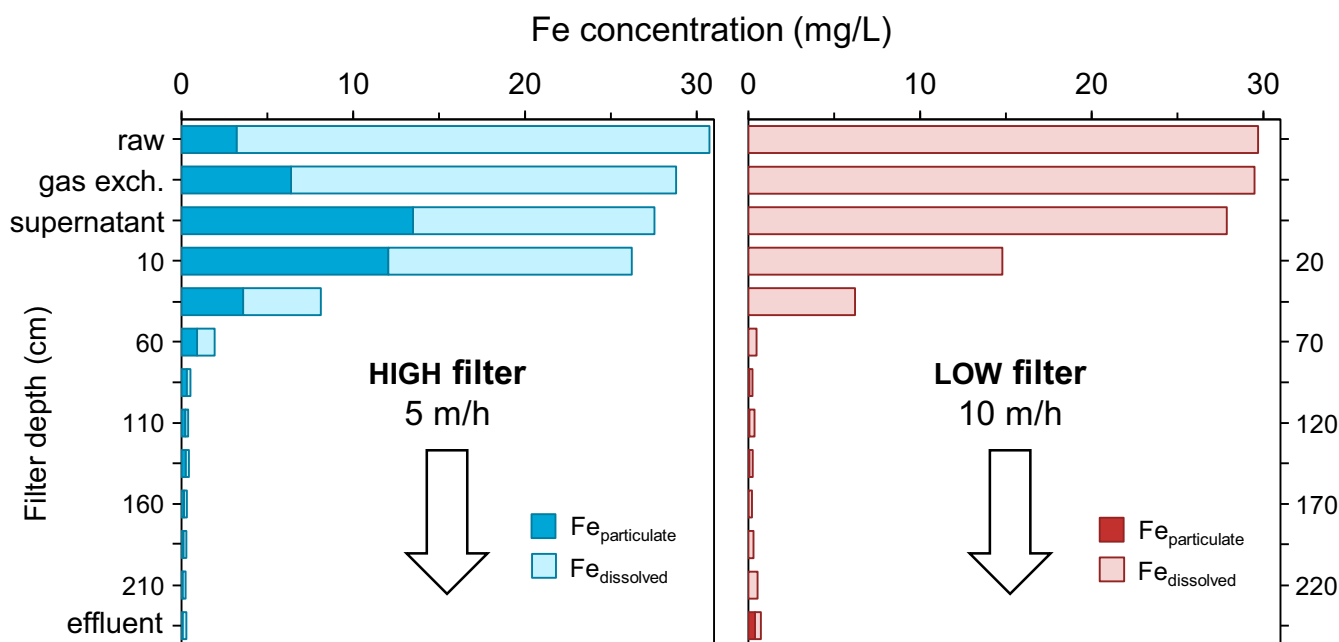 Fe concentration (mg/L)
0 10 20 30
0 10 20 30
raw
gas exch.
supernatant
10
60
110
160
210
effluent
Filter depth (cm)
HIGH filter
5 m/h
Fe particulate
Fe dissolved
LOW filter
10 m/h
Fe particulate
Fe dissolved
20
70
120
170
220